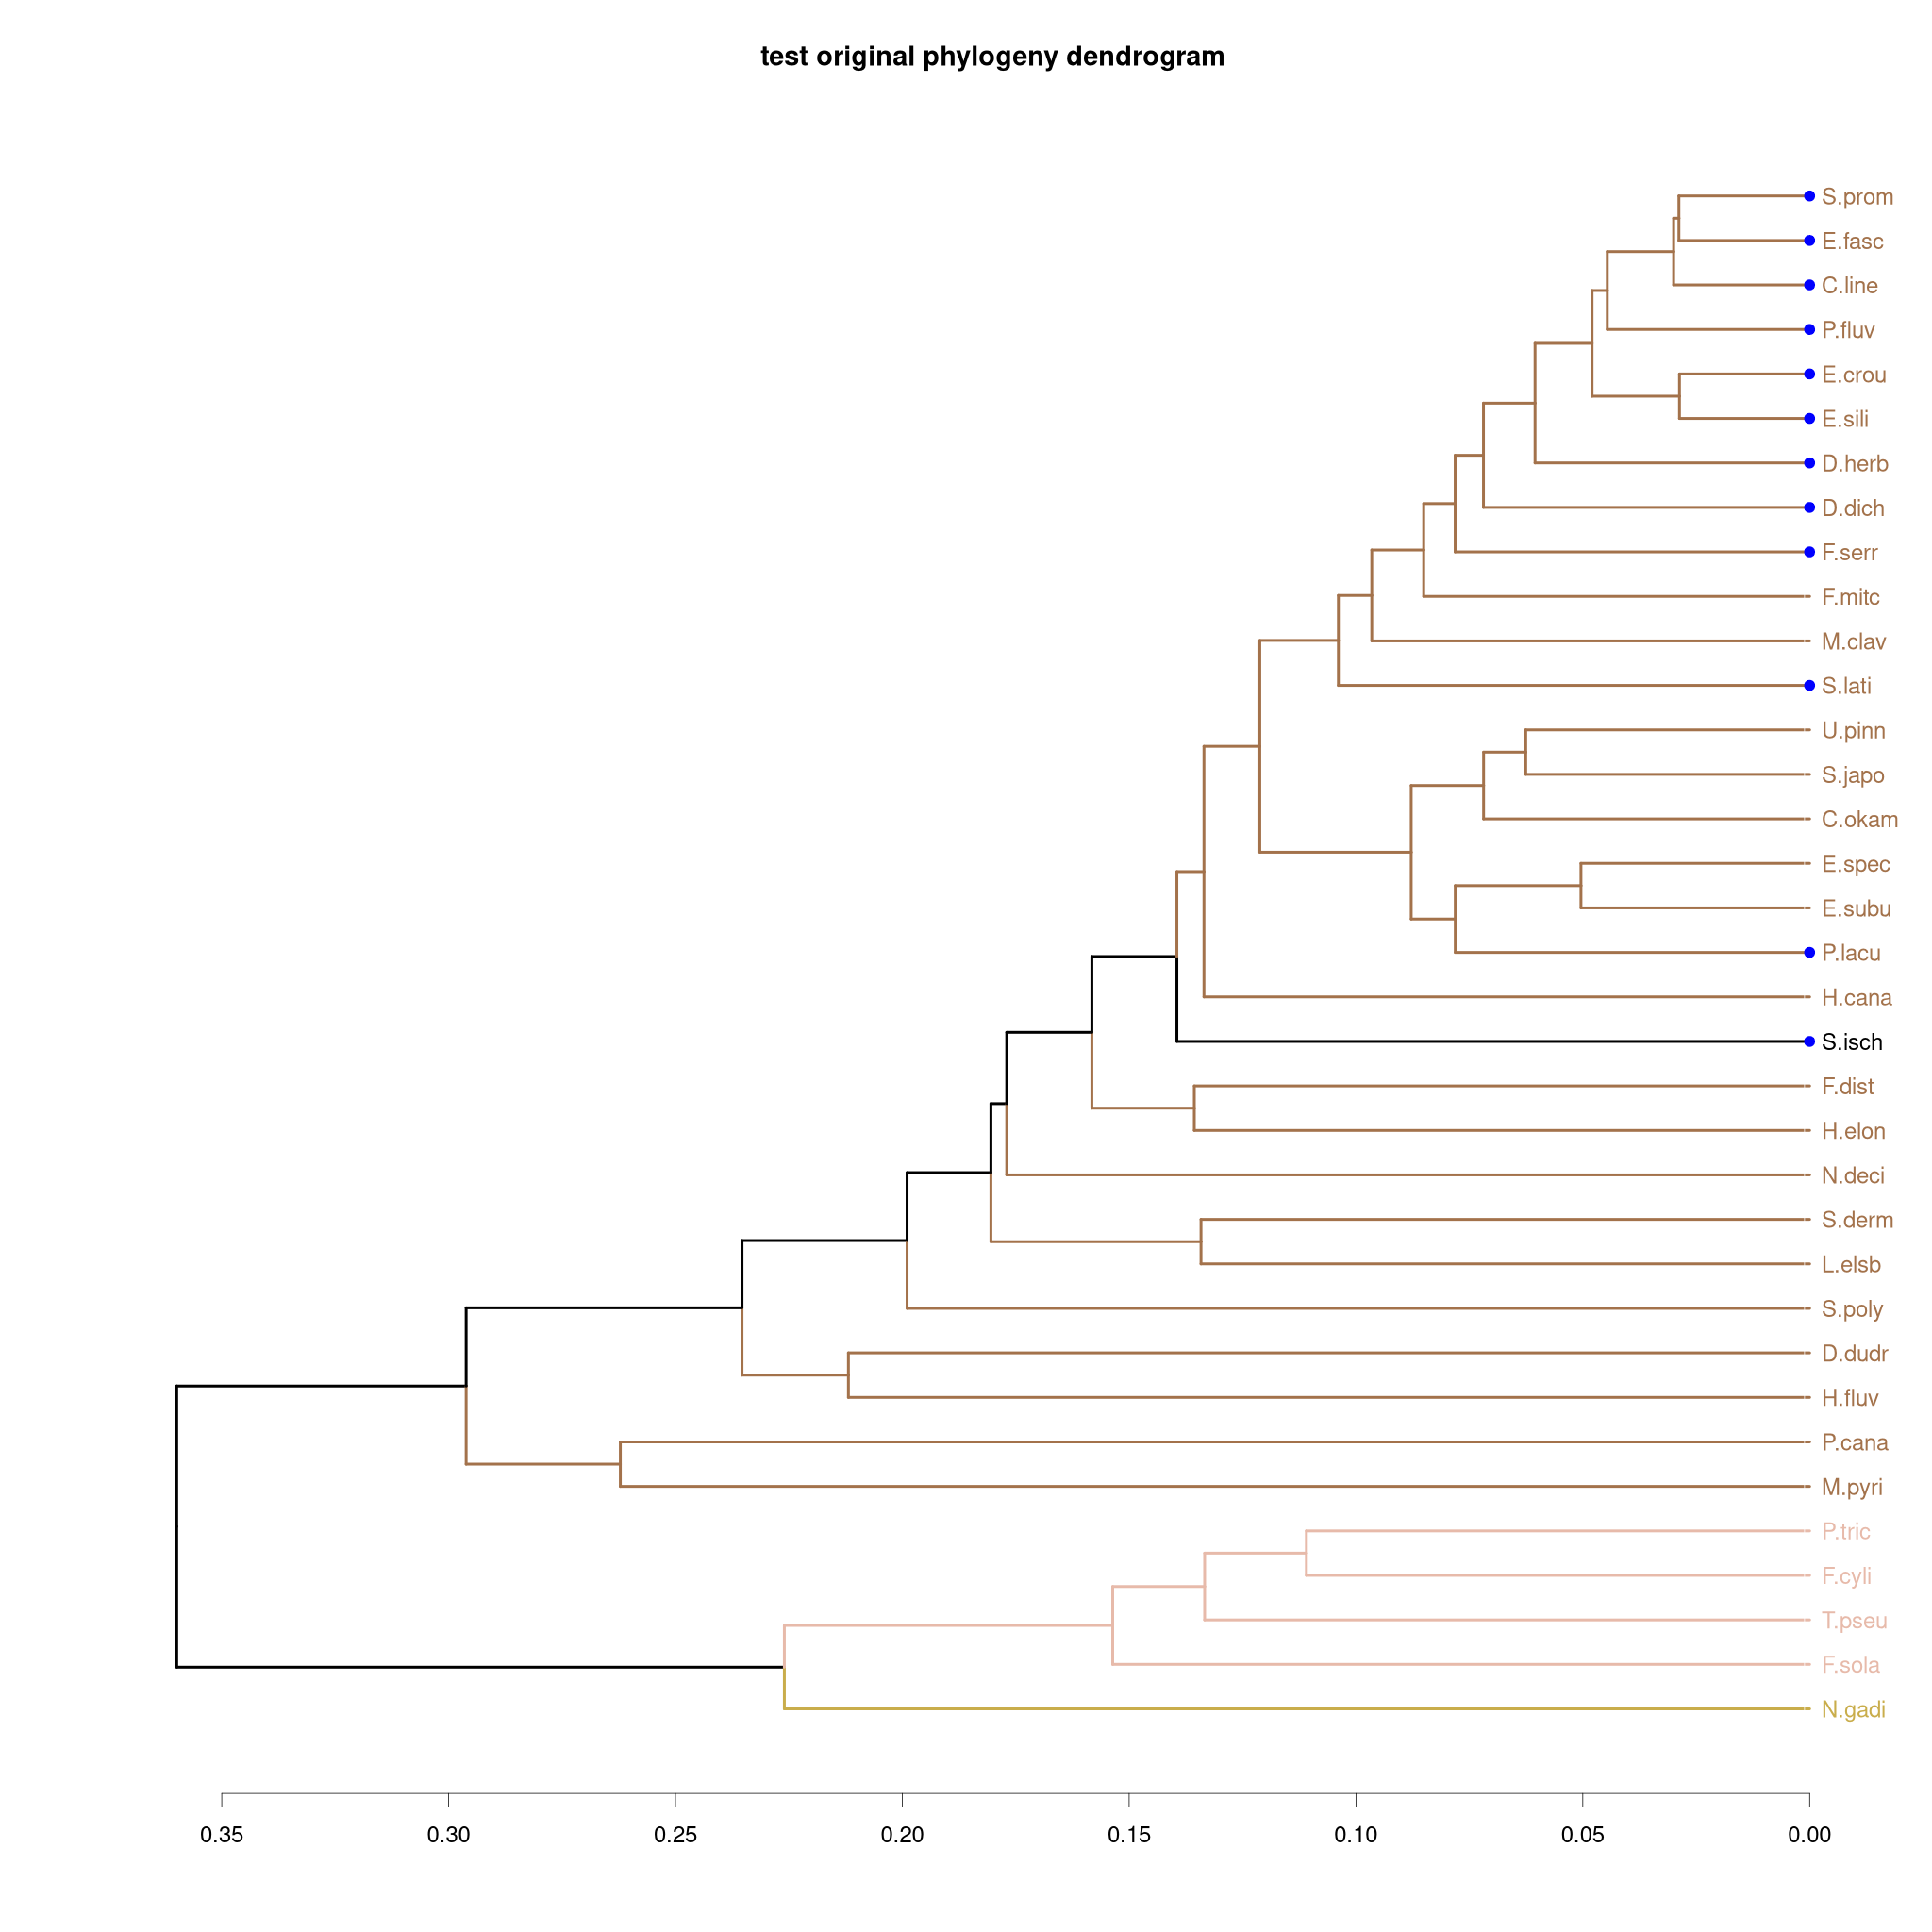 test original phylogeny dendrogram
S.prom
E.fasc
C.line
P.fluv
E.crou
E.sili
D.herb
D.dich
F.serr
F.mitc
M.clav
S.lati
U.pinn
S.japo
C.okam
E.spec
E.subu
P.lacu
H.cana
S.isch
F.dist
H.elon
N.deci
S.derm
L.elsb
S.poly
D.dudr
H.fluv
P.cana
M.pyri
P.tric
F.cyli
T.pseu
F.sola
N.gadi
0.35 0.30 0.25 0.20 0.15 0.10 0.05 0.00